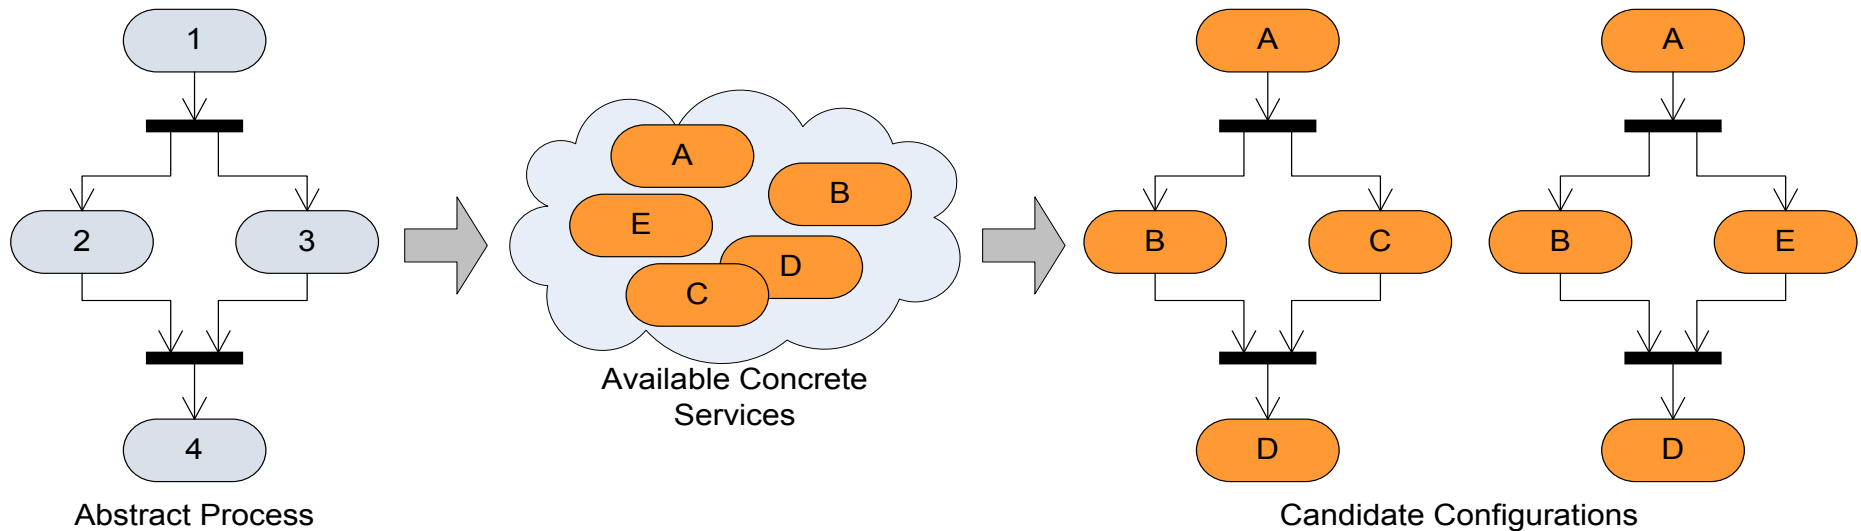 1
2
3
4
Abstract Process
A
B
E
D
C
Available Concrete
Services
A
B
C
D
A
B
E
D
Candidate Configurations